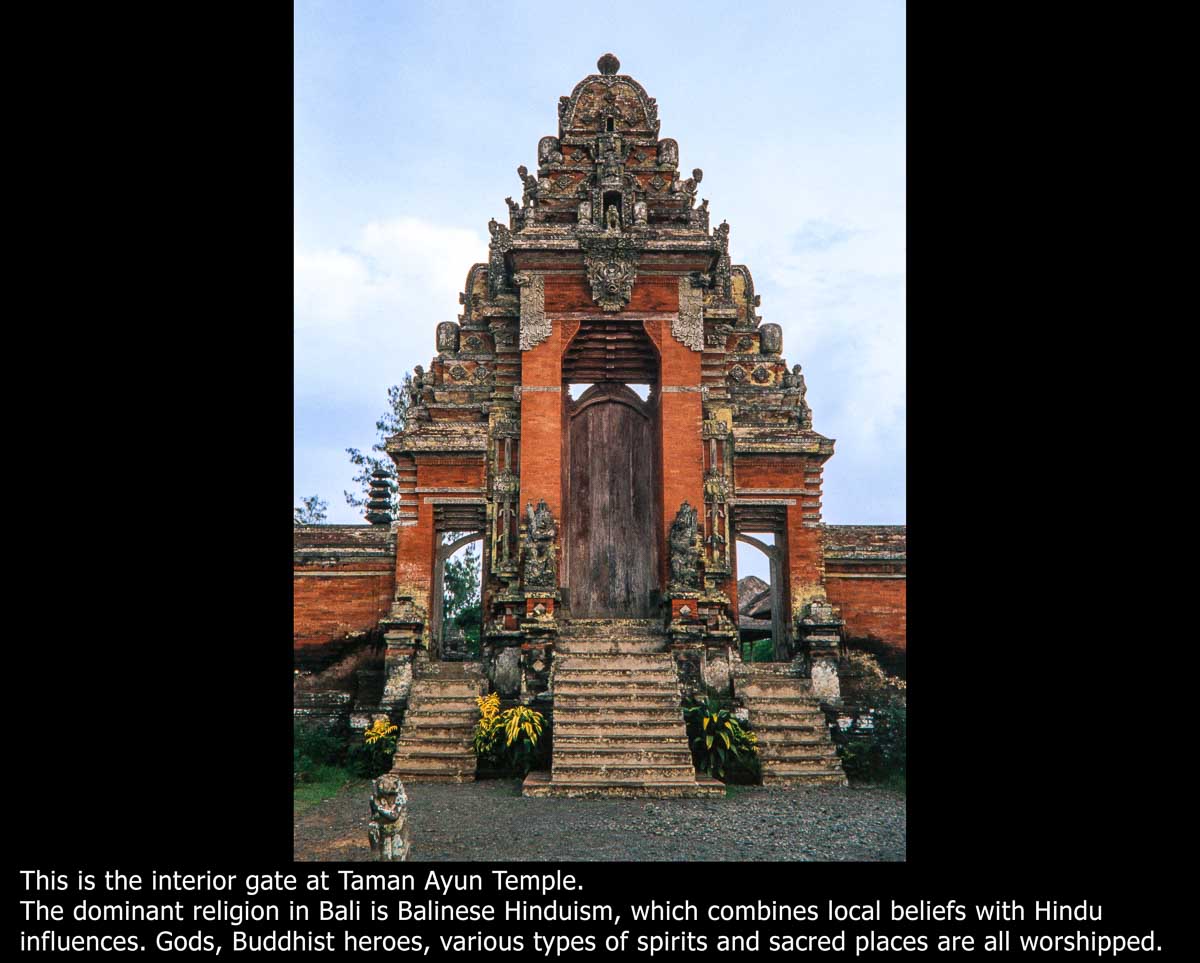 This is the interior gate at Taman Ayun Temple.
The dominant religion in Bali is Balinese Hinduism, which combines local beliefs with Hindu
influences. Gods, Buddhist heroes, various types of spirits and sacred places are all worshipped.